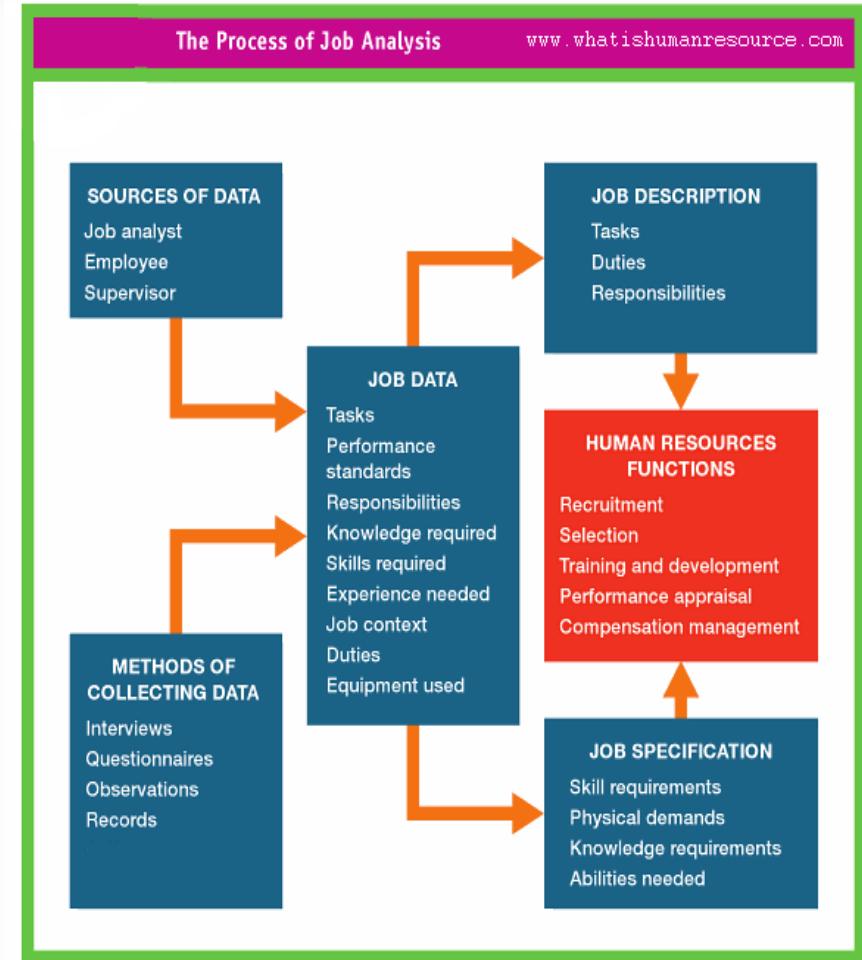 The Process of Job Analysis
www.whatishumanresource.com
SOURCES OF DATA
Job analyst
Employee
Supervisor
METHODS OF
COLLECTING DATA
Interviews
Questionnaires
Observations
Records
JOB DATA
Tasks
Performance
standards
Responsibilities
Knowledge required
Skills required
Experience needed
Job context
Duties
Equipment used
JOB DESCRIPTION
Tasks
Duties
Responsibilities
HUMAN RESOURCES
FUNCTIONS
Recruitment
Selection
Training and development
Performance appraisal
Compensation management
JOB SPECIFICATION
Skill requirements
Physical demands
Knowledge requirements
Abilities needed